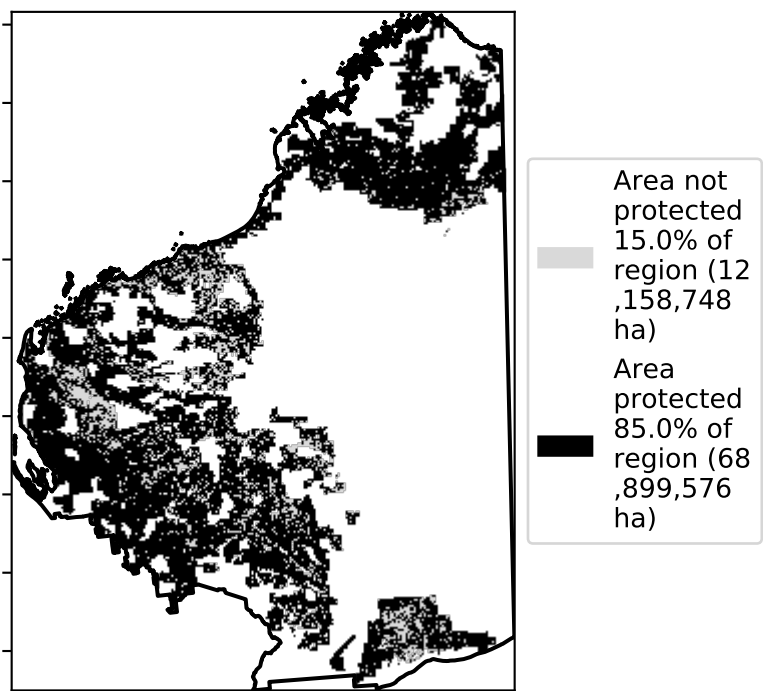 Area not
protected
15.0% of
region (12
,158,748
ha)
Area
protected
85.0% of
region (68
,899,576
ha)